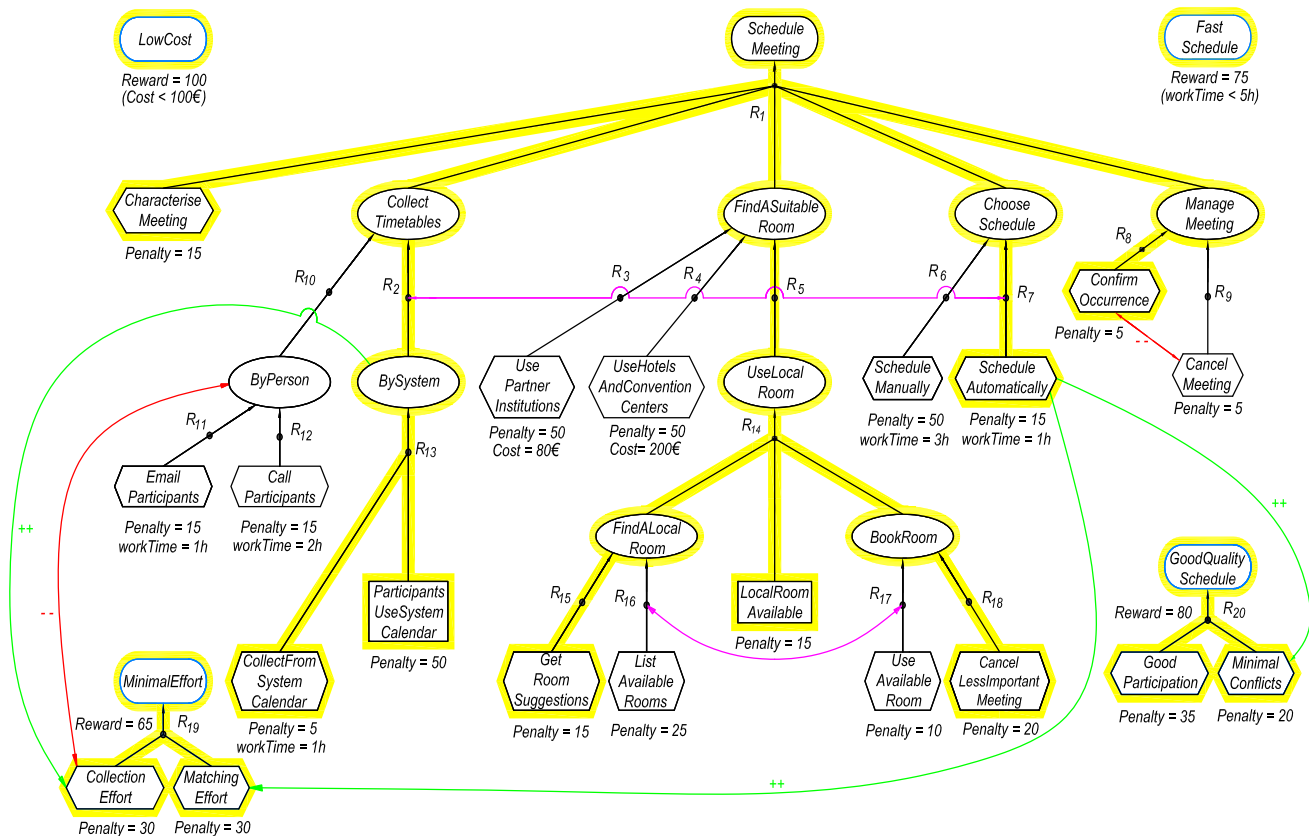 LowCost
Reward = 100
(Cost < 100€)
Schedule
Meeting
Fast
Schedule
Reward = 75
(workTime < 5h)
R1
Characterise
Meeting
Penalty = 15
Collect
Timetables
FindASuitable
Room
Choose
Schedule
Manage
Meeting
R10
R2
R3
R4
R5
R6
R7
R8
R9
Confirm
Occurrence
Penalty = 5
- -
Cancel
Meeting
Penalty = 5
ByPerson
BySystem
Use
Partner
Institutions
Penalty = 50
Cost = 80€
UseHotels
AndConvention
Centers
Penalty = 50
Cost= 200€
UseLocal
Room
Schedule
Manually
Penalty = 50
workTime = 3h
Schedule
Automatically
Penalty = 15
workTime = 1h
R11
R12
R13
R14
Email
Participants
Penalty = 15
workTime = 1h
Call
Participants
Penalty = 15
workTime = 2h
++
++
FindALocal
Room
BookRoom
R15
R16
R17
R18
Participants
UseSystem
Calendar
Penalty = 50
LocalRoom
Available
Penalty = 15
GoodQuality
Schedule
Reward = 80
R20
- -
CollectFrom
System
Calendar
Penalty = 5
workTime = 1h
Get
Room
Suggestions
Penalty = 15
List
Available
Rooms
Penalty = 25
Use
Available
Room
Penalty = 10
Cancel
LessImportant
Meeting
Penalty = 20
Good
Participation
Penalty = 35
Minimal
Conflicts
Penalty = 20
MinimalEffort
Reward = 65
R19
Collection
Effort
Penalty = 30
Matching
Effort
Penalty = 30
++